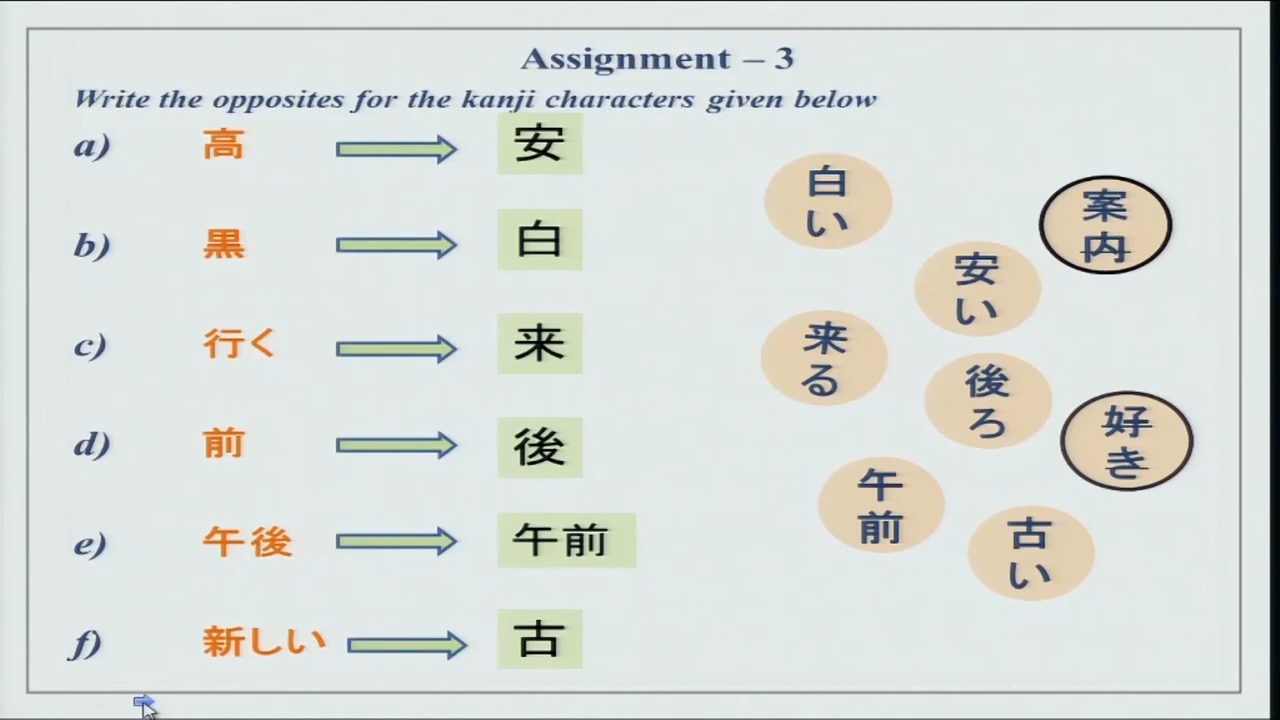 Assignment – 3
Write the opposites for the kanji characters given below
a) 高 安
b) 黒 白
c) 行く 来
d) 前 後
e) 午後 午前
f) 新しい 古
白
い
案
内
安
い
来
る
後
ろ
好
き
午
前
古
い